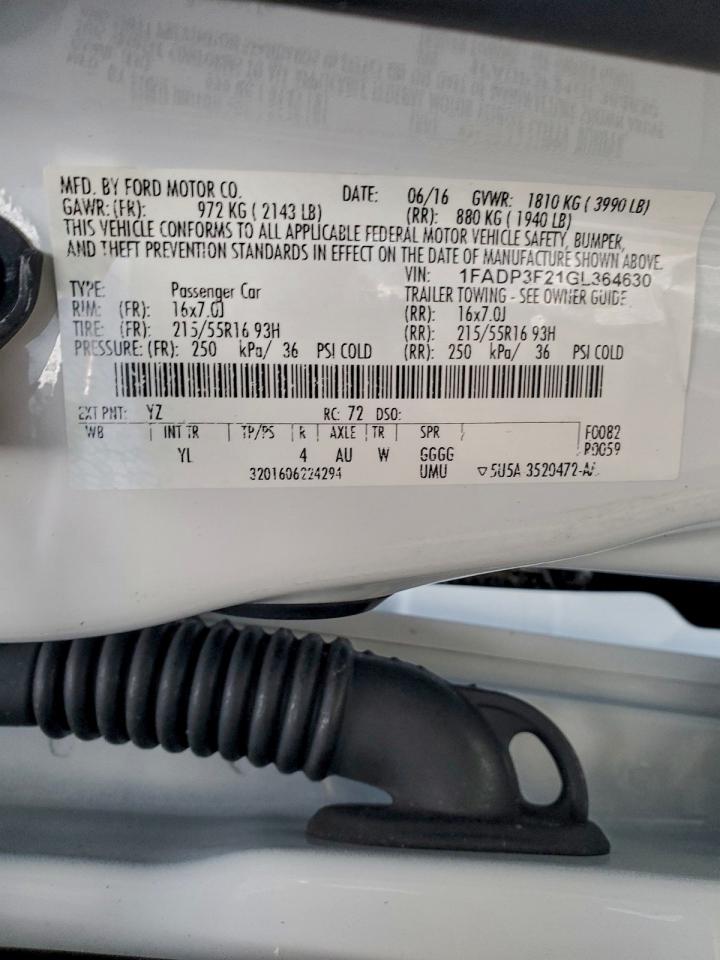 MFD. BY FORD MOTOR CO. DATE: 06/16 GVWR: 1810 KG ( 3990 LB)
GAWR: (FR): 972 KG ( 2143 LB) (RR): 880 KG ( 1940 LB)
THIS VEHICLE CONFORMS TO ALL APPLICABLE FEDERAL MOTOR VEHICLE SAFETY, BUMPER,
AND THEFT PREVENTION STANDARDS IN EFFECT ON THE DATE OF MANUFACTURE SHOWN ABOVE.
VIN: 1FADP3F21GL364630
TYPE: Passenger Car TRAILER TOWING - SEE OWNER GUIDE
RIM: (FR): 16x7.0J (RR): 16x7.0J
TIRE: (FR): 215/55R16 93H (RR): 215/55R16 93H
PRESSURE: (FR): 250 kPa/ 36 PSI COLD (RR): 250 kPa/ 36 PSI COLD
EXT PNT: YZ RC: 72 DSO:
WB INT TR TP/PS R AXLE TR SPR F0082
YL 4 AU W GGGG P0059
3201606224294 UMU 5U5A 3520472-